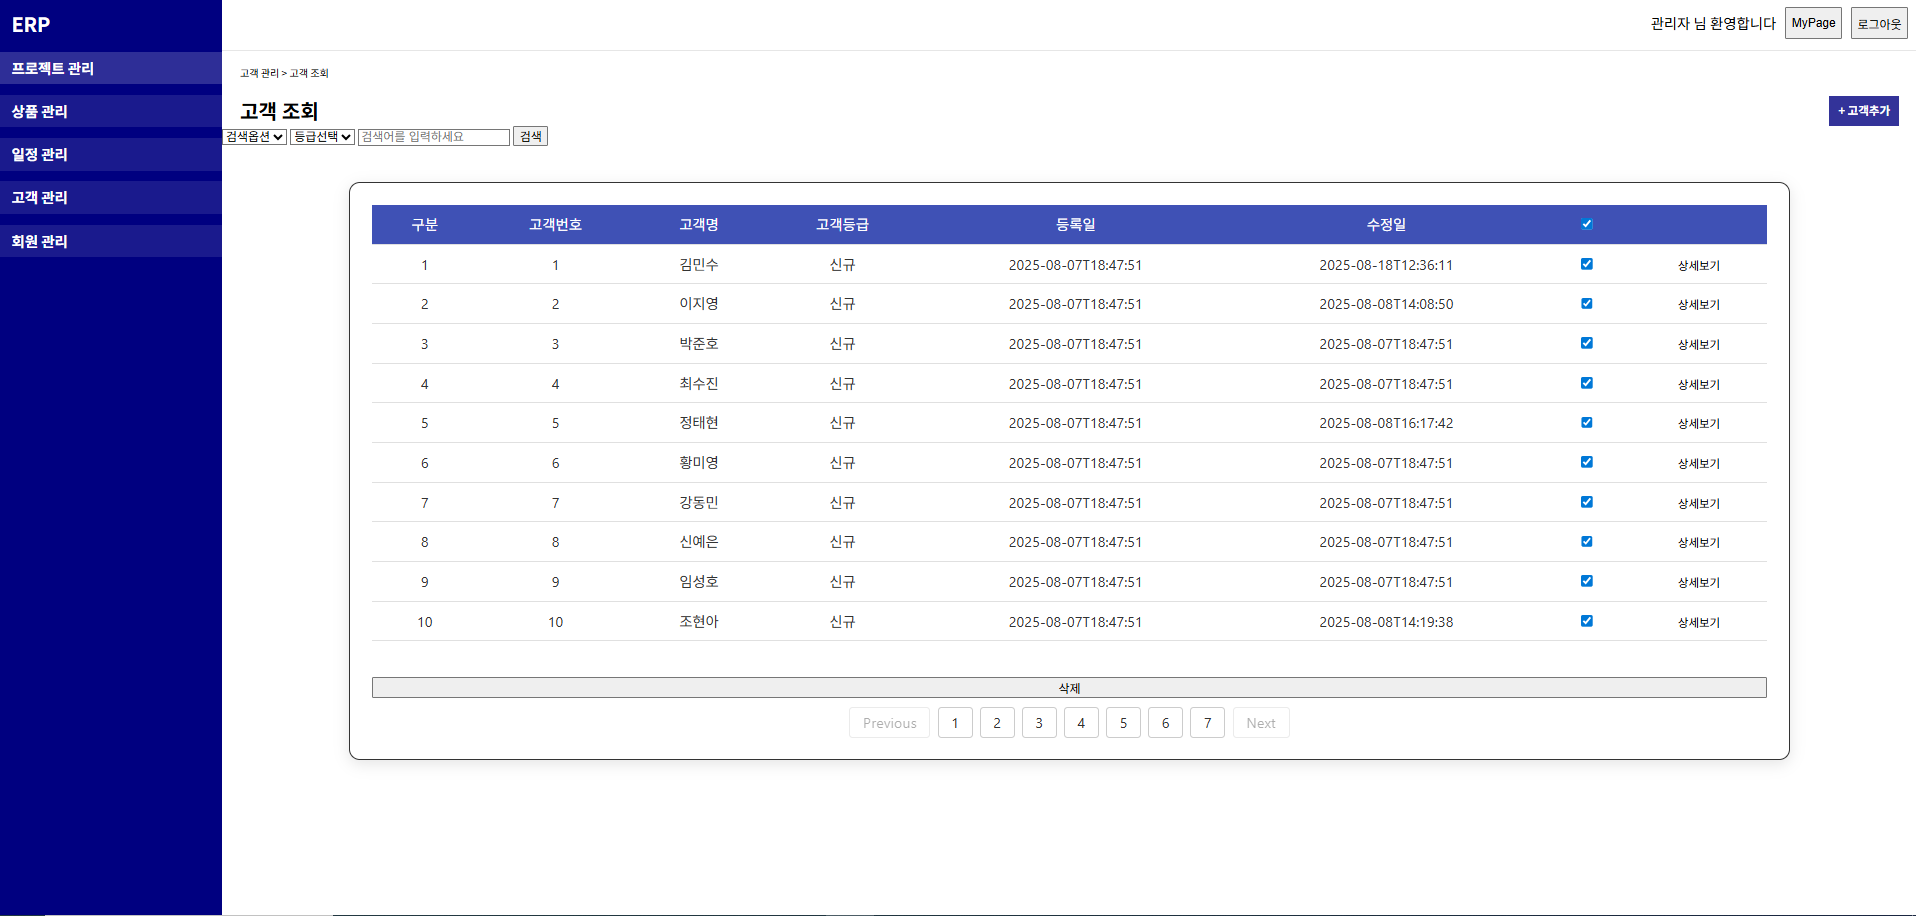 ERP
프로젝트 관리
상품 관리
일정 관리
고객 관리
회원 관리
관리자 님 환영합니다 MyPage 로그아웃
고객 관리 > 고객 조회
고객 조회
+ 고객추가
검색옵션 등급선택 검색어를 입력하세요 검색
구분 고객번호 고객명 고객등급 등록일 수정일
1 1 김민수 신규 2025-08-07T18:47:51 2025-08-18T12:36:11 상세보기
2 2 이지영 신규 2025-08-07T18:47:51 2025-08-08T14:08:50 상세보기
3 3 박준호 신규 2025-08-07T18:47:51 2025-08-07T18:47:51 상세보기
4 4 최수진 신규 2025-08-07T18:47:51 2025-08-07T18:47:51 상세보기
5 5 정태현 신규 2025-08-07T18:47:51 2025-08-08T16:17:42 상세보기
6 6 황미영 신규 2025-08-07T18:47:51 2025-08-07T18:47:51 상세보기
7 7 강동민 신규 2025-08-07T18:47:51 2025-08-07T18:47:51 상세보기
8 8 신예은 신규 2025-08-07T18:47:51 2025-08-07T18:47:51 상세보기
9 9 임성호 신규 2025-08-07T18:47:51 2025-08-07T18:47:51 상세보기
10 10 조현아 신규 2025-08-07T18:47:51 2025-08-08T14:19:38 상세보기
삭제
Previous 1 2 3 4 5 6 7 Next